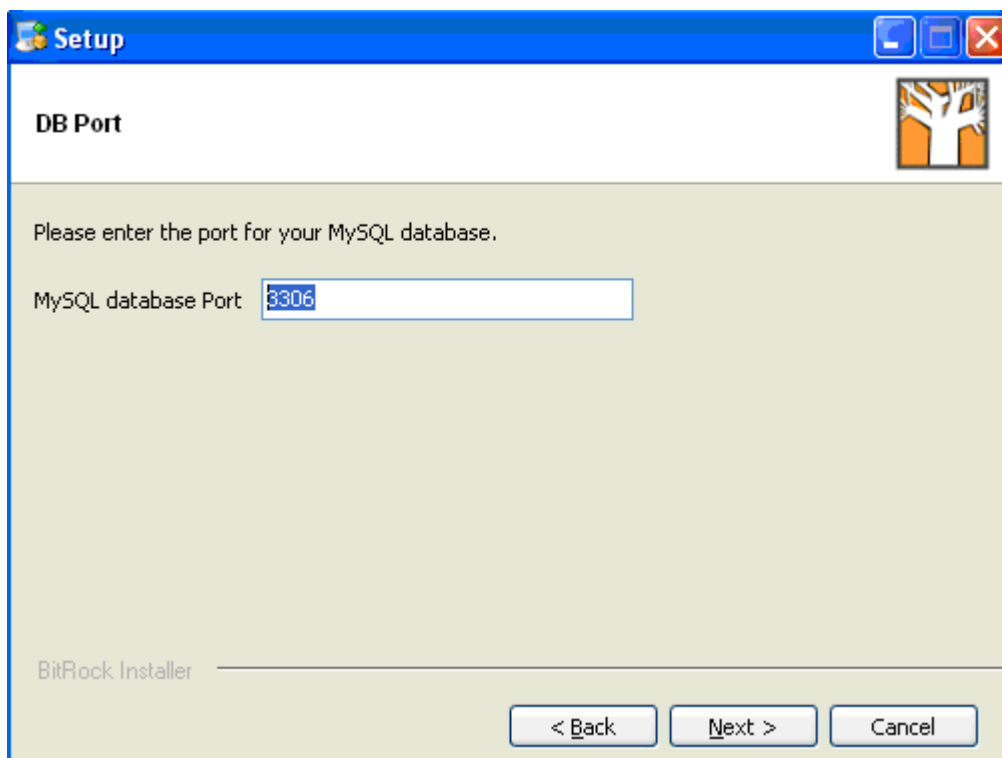 Setup
DB Port
Please enter the port for your MySQL database.
MySQL database Port 3306
BitRock Installer
< Back Next > Cancel